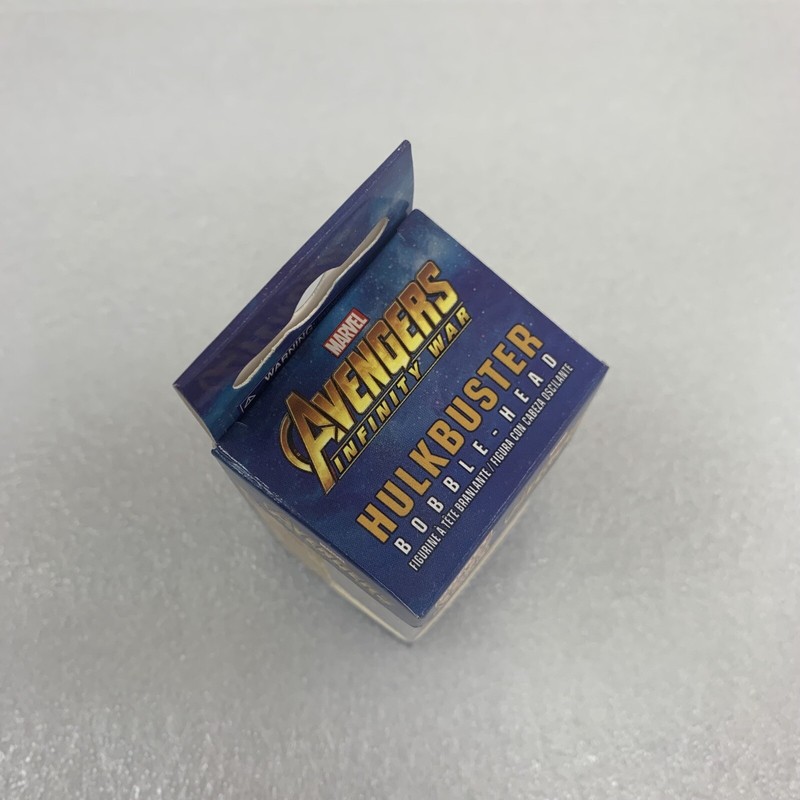 WARNING
MARVEL
AVENGERS
INFINITY WAR
HULKBUSTER
BOBBLE-HEAD
FIGURINE À TÊTE BRANLANTE / FIGURA CON CABEZA OSCILANTE